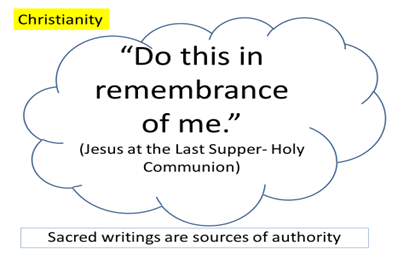 Christianity
“Do this in
remembrance
of me.”
(Jesus at the Last Supper- Holy
Communion)
Sacred writings are sources of authority